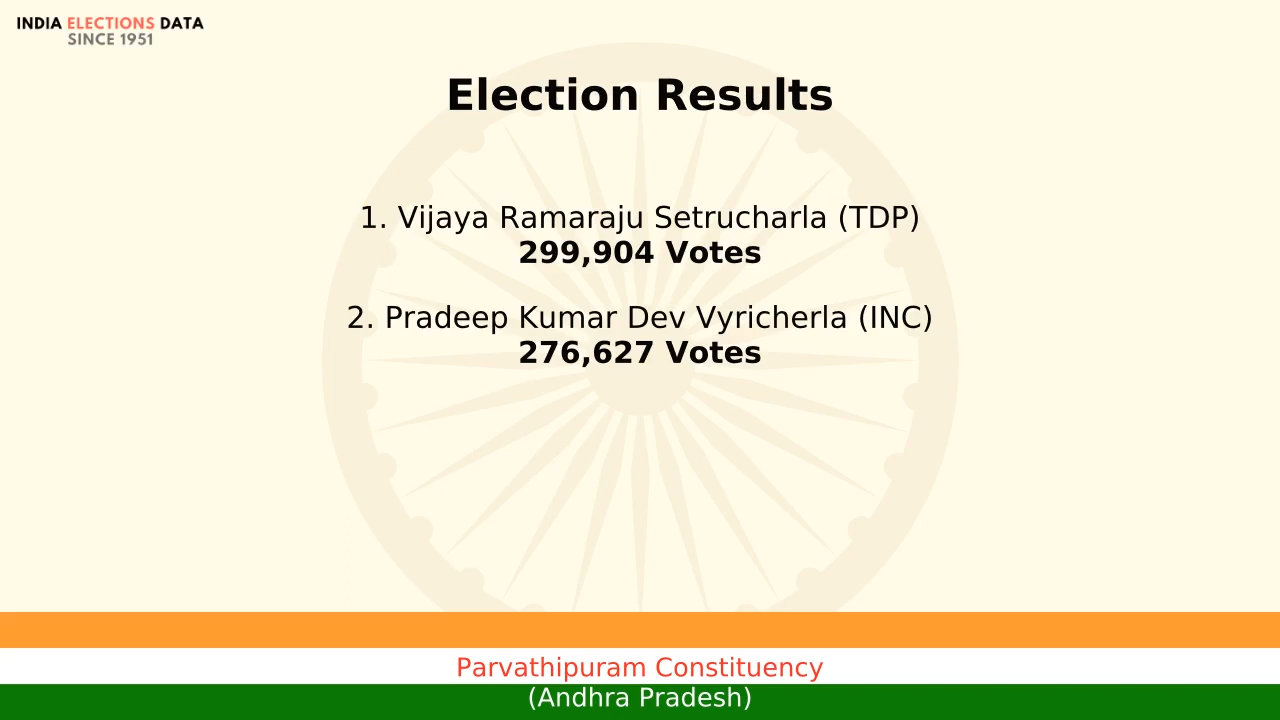 INDIA ELECTIONS DATA
SINCE 1951
Election Results
1. Vijaya Ramaraju Setrucharla (TDP)
299,904 Votes
2. Pradeep Kumar Dev Vyricherla (INC)
276,627 Votes
Parvathipuram Constituency
(Andhra Pradesh)